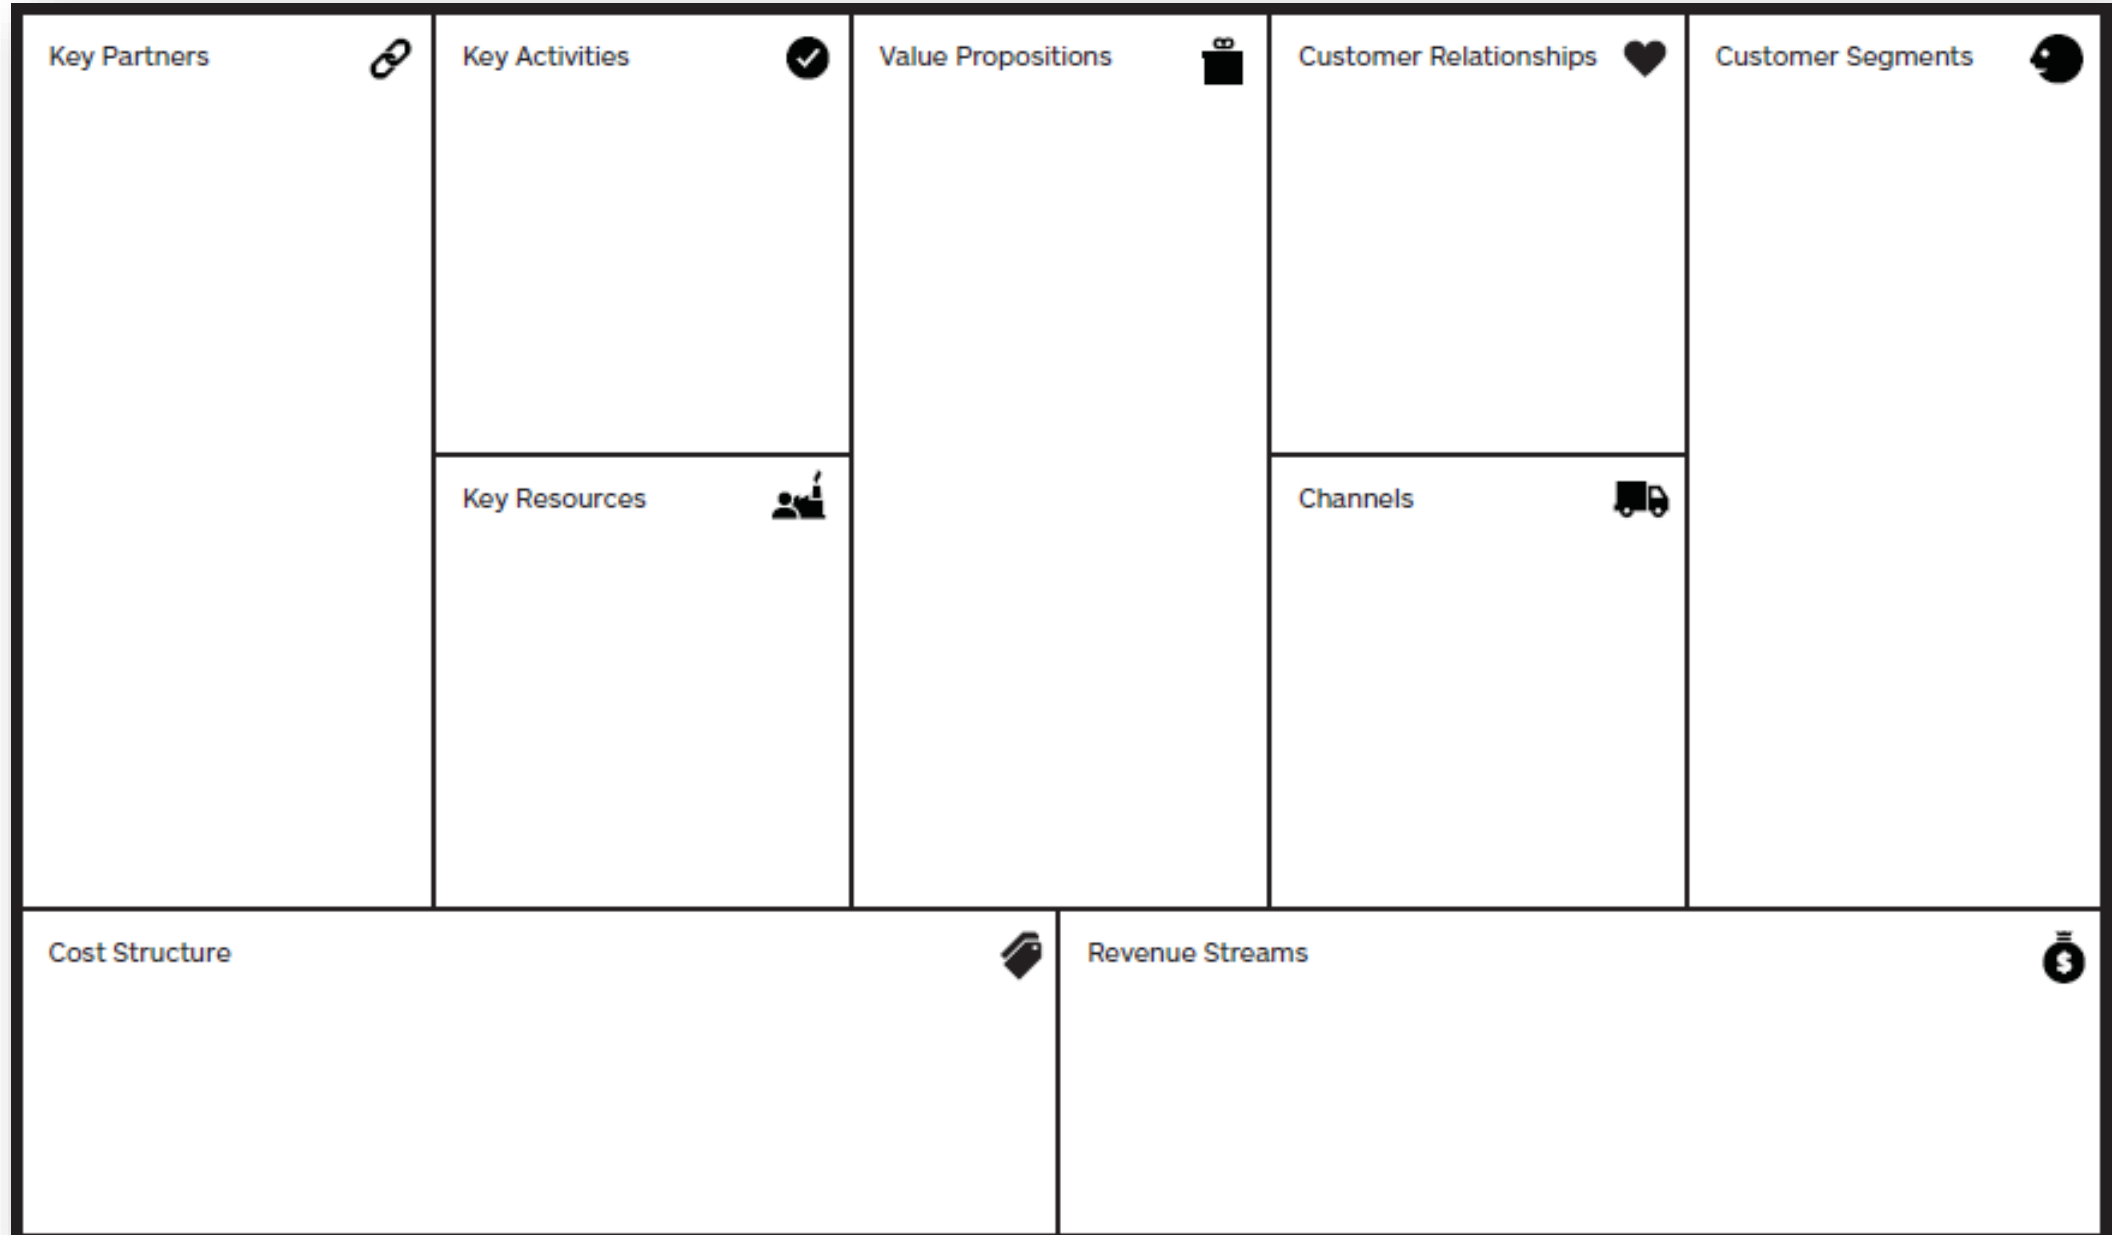 Key Partners
Key Activities
Value Propositions
Customer Relationships
Customer Segments
Key Resources
Channels
Cost Structure
Revenue Streams
$